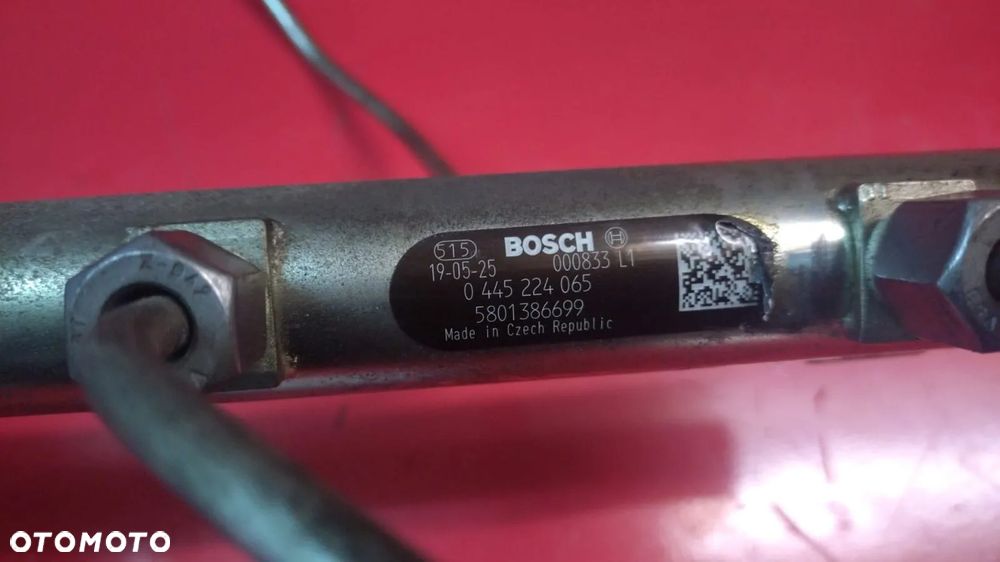 515 BOSCH
19-05-25 000833 L1
0 445 224 065
5801386699
Made in Czech Republic
OTOMOTO